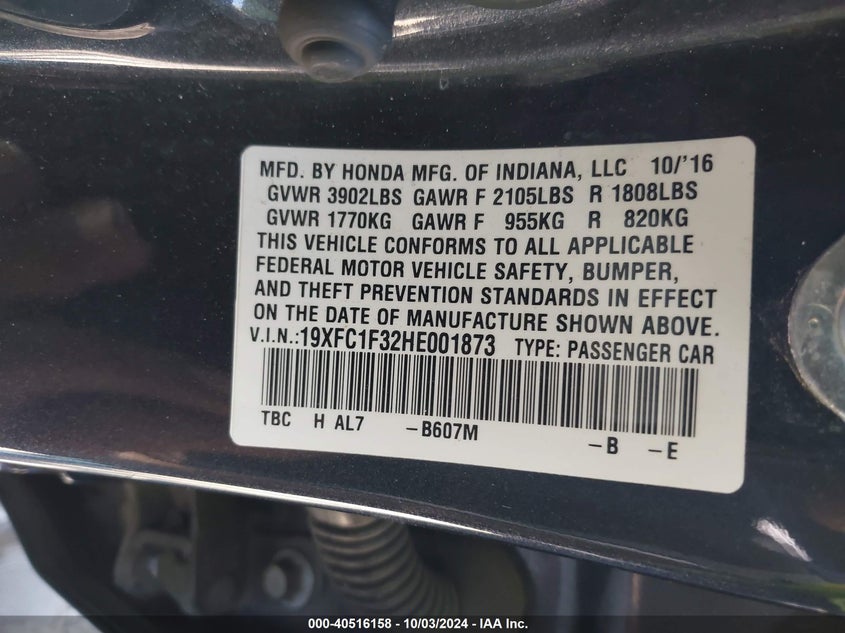 MFD. BY HONDA MFG. OF INDIANA, LLC 10/'16
GVWR 3902LBS GAWR F 2105LBS R 1808LBS
GVWR 1770KG GAWR F 955KG R 820KG
THIS VEHICLE CONFORMS TO ALL APPLICABLE
FEDERAL MOTOR VEHICLE SAFETY, BUMPER,
AND THEFT PREVENTION STANDARDS IN EFFECT
ON THE DATE OF MANUFACTURE SHOWN ABOVE.
V.I.N.:19XFC1F32HE001873 TYPE: PASSENGER CAR
TBC H AL7 -B607M -B -E
000-40516158 - 10/03/2024 - IAA Inc.